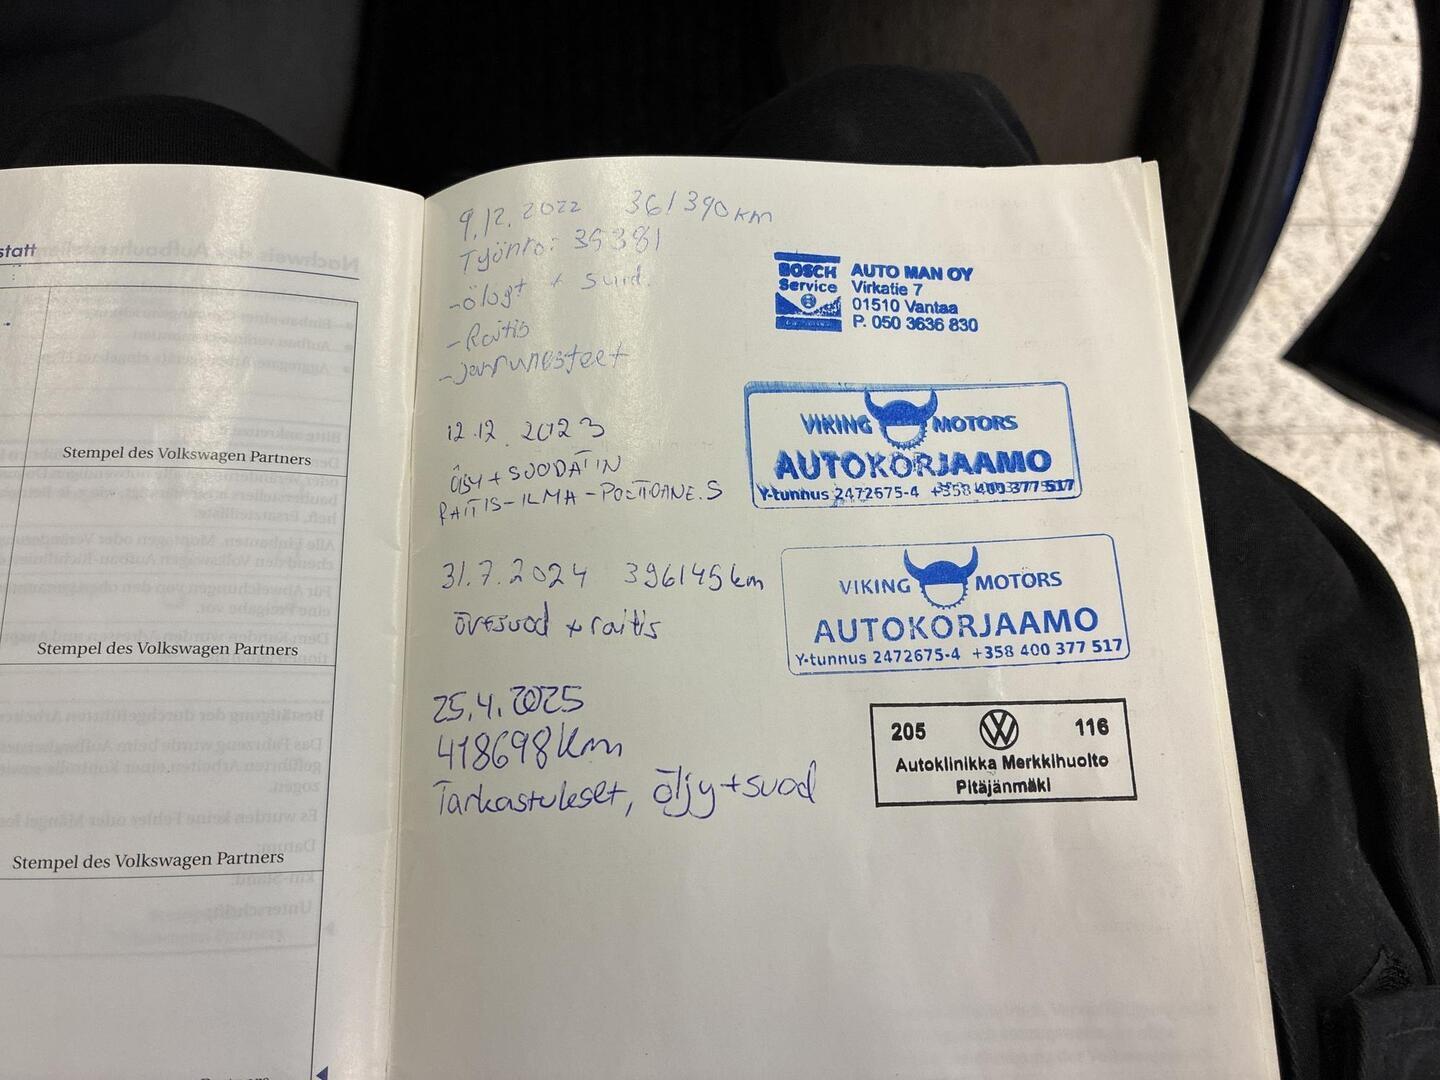 statt
Stempel des Volkswagen Partners
Stempel des Volkswagen Partners
Stempel des Volkswagen Partners
9.12.2022 361390 km
Työnro: 39381
-öljyt + suod.
-Raitis
-jarrunesteet
BOSCH
Service
AUTO MAN OY
Virkatie 7
01510 Vantaa
P. 050 3636 830
12.12.2023
ÖLJY + SUODATIN
RAITIS-ILMA-
VIKING MOTORS
AUTOKORJAAMO
Y-tunnus 2472675-4 +358 400 377 517
31.7.2024 396145 km
+ raitis
VIKING MOTORS
AUTOKORJAAMO
Y-tunnus 2472675-4 +358 400 377 517
25.4.2025
418698 km
Tarkastukset, öljy+suod
205 116
Autoklinikka Merkkihuolto
Pitäjänmäki